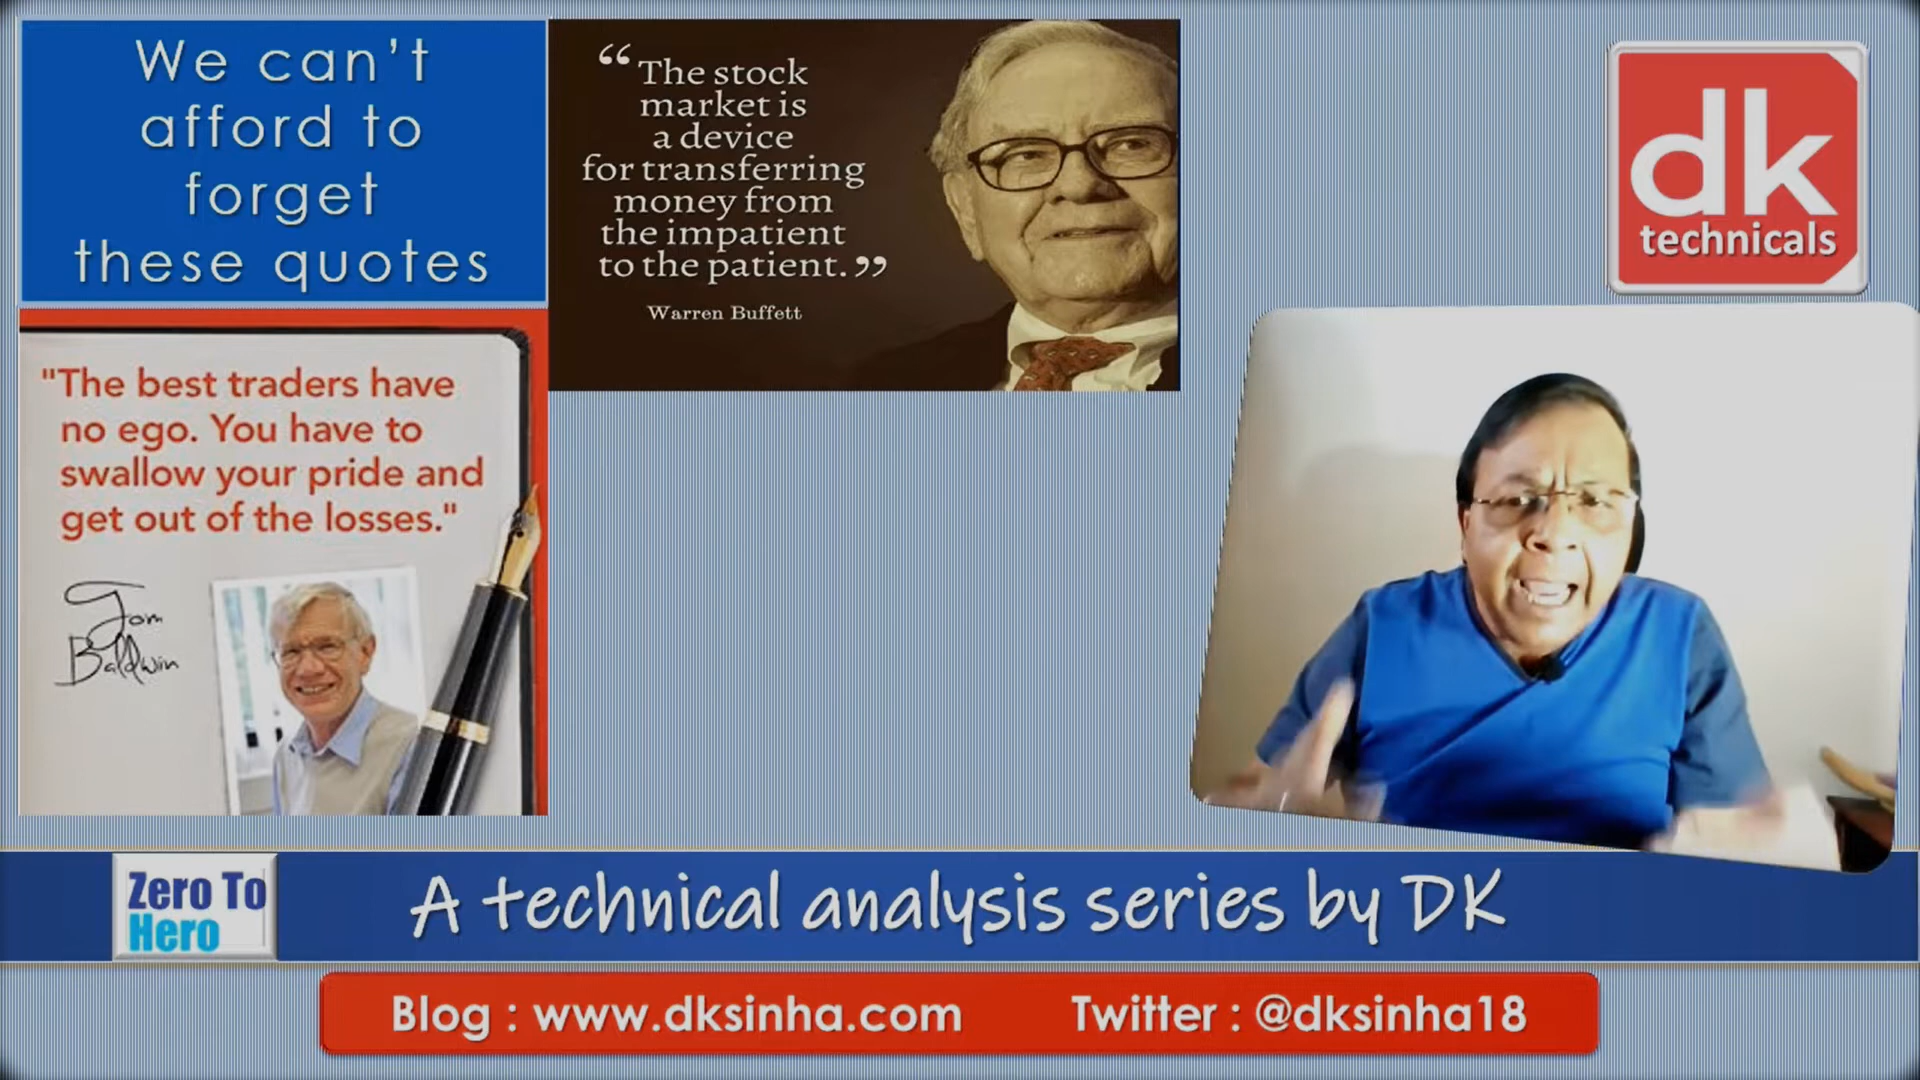 We can't
afford to
forget
these quotes
“ The stock
market is
a device
for transferring
money from
the impatient
to the patient. ”
Warren Buffett
dk
technicals
"The best traders have
no ego. You have to
swallow your pride and
get out of the losses."
Tom
Baldwin
Zero To
Hero
A technical analysis series by DK
Blog : www.dksinha.com
Twitter : @dksinha18